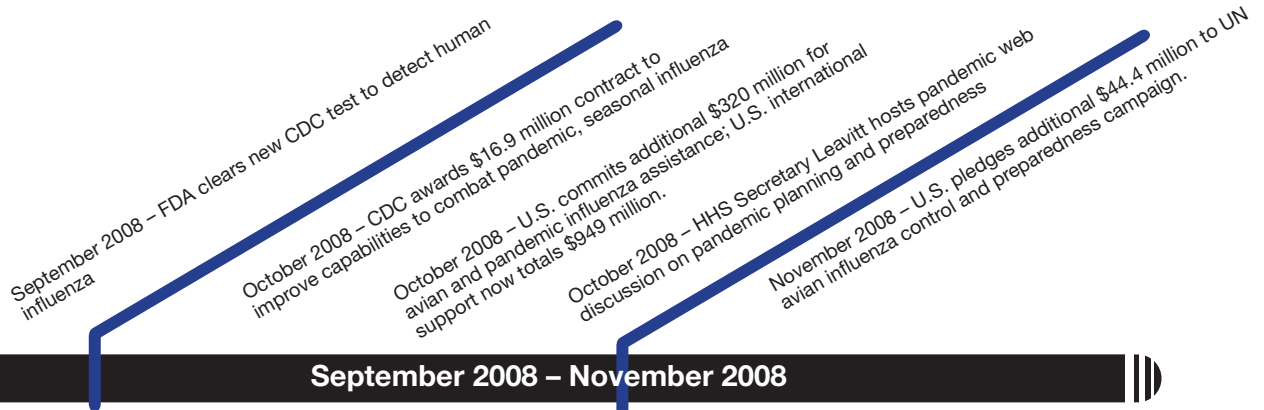 September 2008 – FDA clears new CDC test to detect human
influenza
October 2008 – CDC awards $16.9 million contract to
improve capabilities to combat pandemic, seasonal influenza
October 2008 – U.S. commits additional $320 million for
avian and pandemic influenza assistance; U.S. international
support now totals $949 million.
October 2008 – HHS Secretary Leavitt hosts pandemic web
discussion on pandemic planning and preparedness
November 2008 – U.S. pledges additional $44.4 million to UN
avian influenza control and preparedness campaign.
September 2008 – November 2008